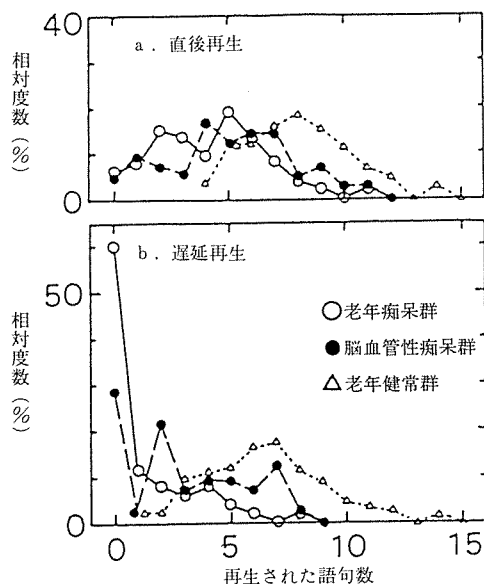 40
a．直後再生
相対度数（%）
0
b．遅延再生
50
○老年痴呆群
●脳血管性痴呆群
△老年健常群
相対度数（%）
0
0 5 10 15
再生された語句数